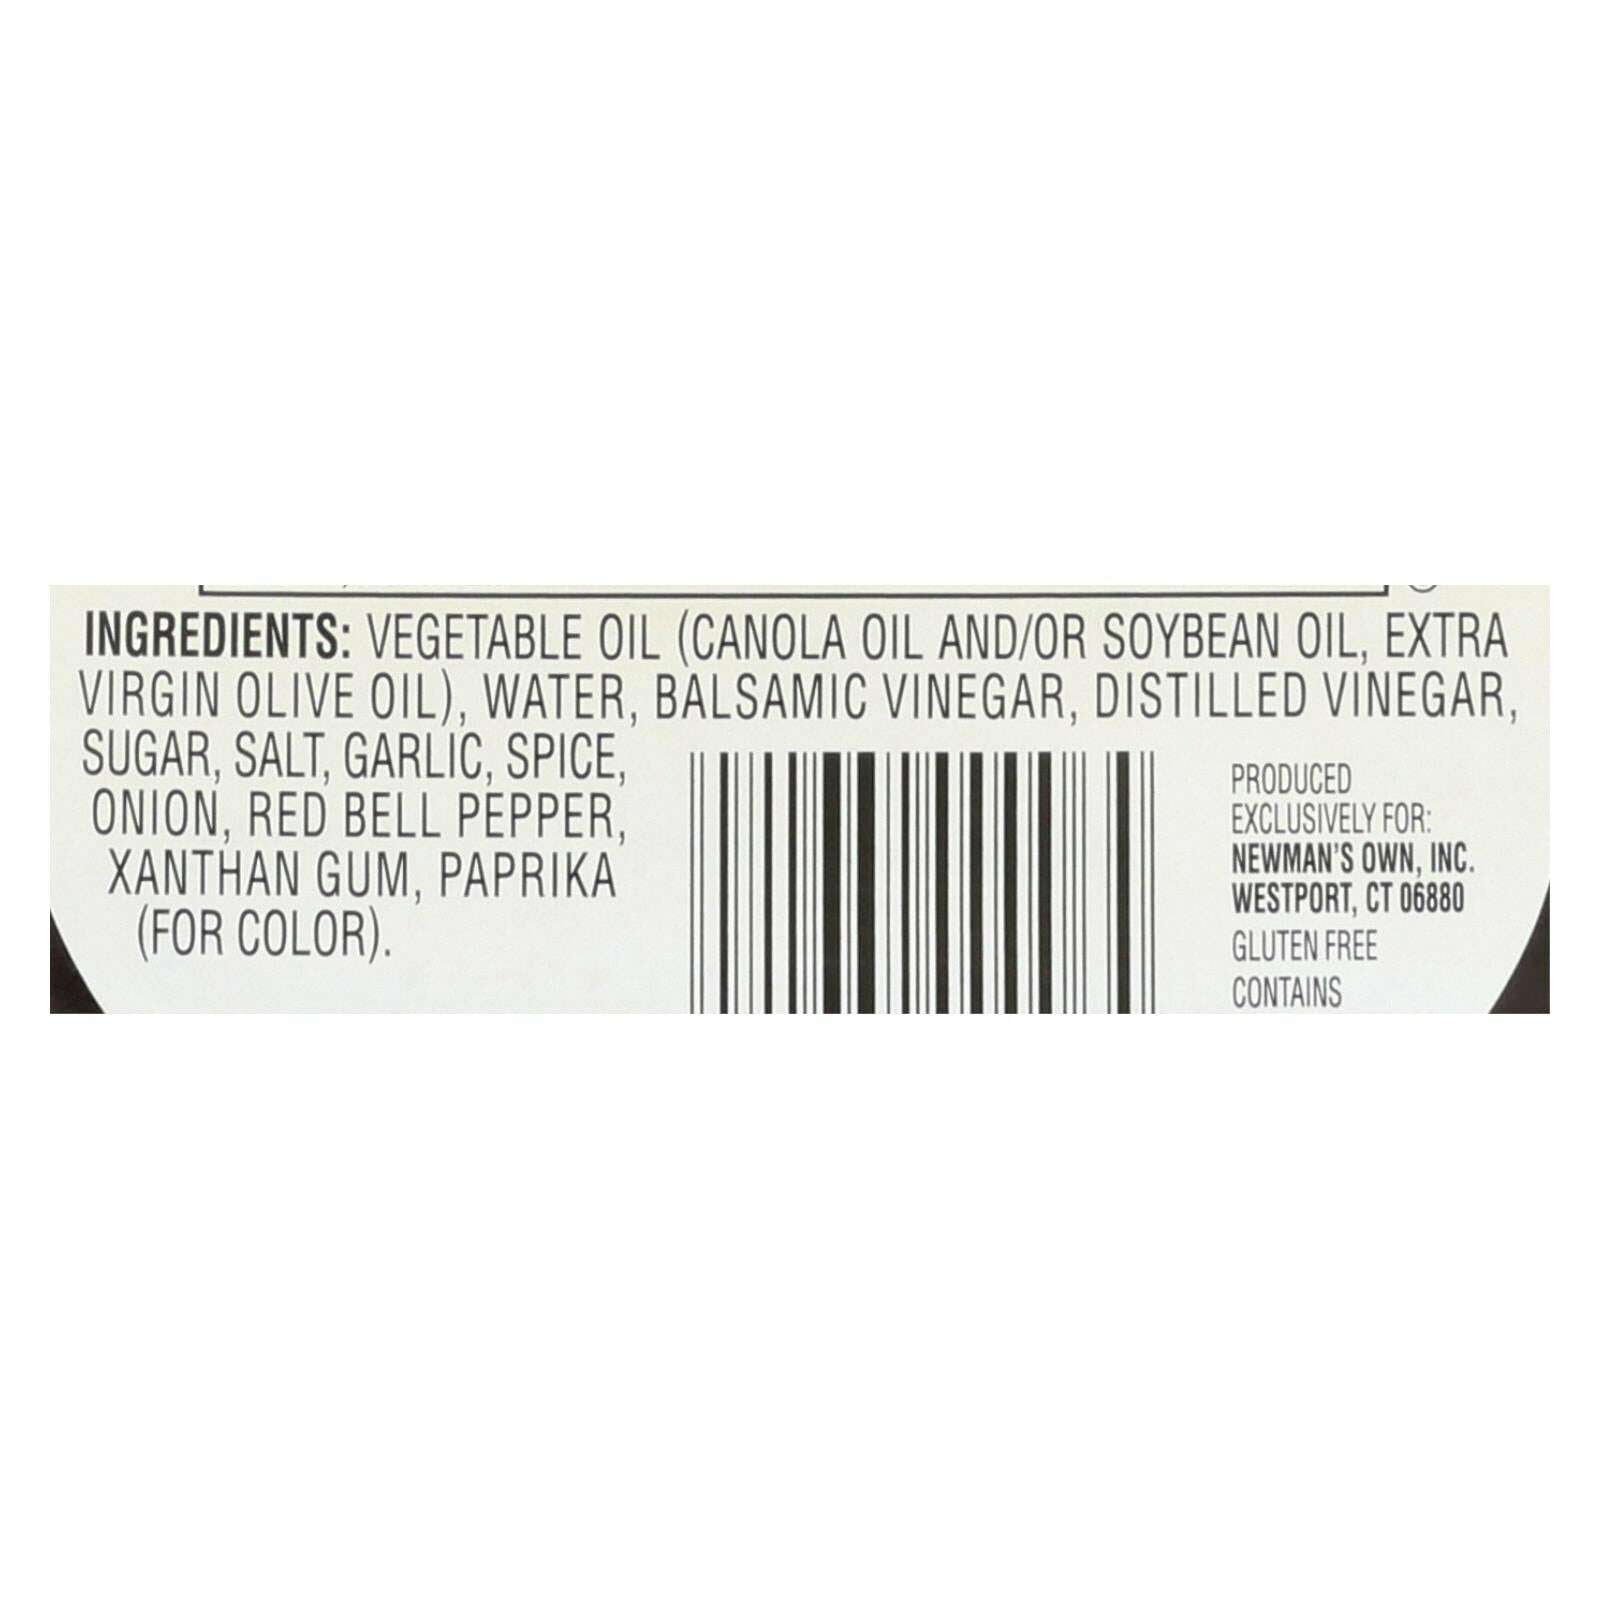 INGREDIENTS: VEGETABLE OIL (CANOLA OIL AND/OR SOYBEAN OIL, EXTRA
VIRGIN OLIVE OIL), WATER, BALSAMIC VINEGAR, DISTILLED VINEGAR,
SUGAR, SALT, GARLIC, SPICE,
ONION, RED BELL PEPPER,
XANTHAN GUM, PAPRIKA
(FOR COLOR).
PRODUCED
EXCLUSIVELY FOR:
NEWMAN'S OWN, INC.
WESTPORT, CT 06880
GLUTEN FREE
CONTAINS